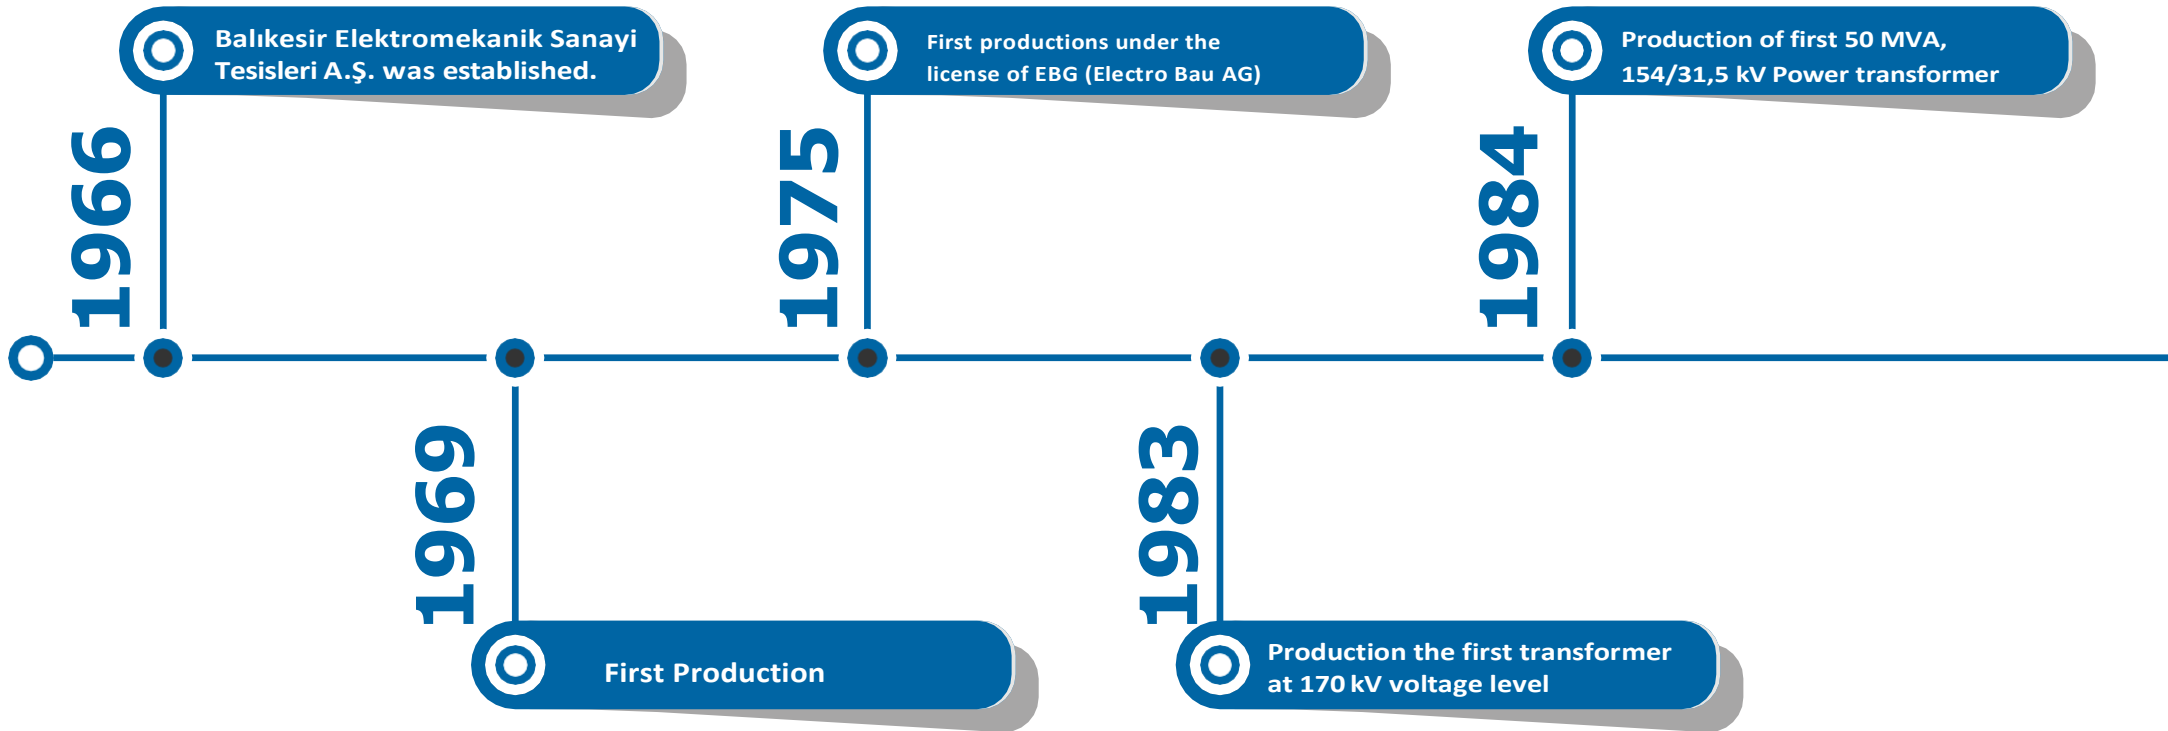 1966
Balıkesir Elektromekanik Sanayi
Tesisleri A.Ş. was established.
1969
First Production
1975
First productions under the
license of EBG (Electro Bau AG)
1983
Production the first transformer
at 170 kV voltage level
1984
Production of first 50 MVA,
154/31,5 kV Power transformer